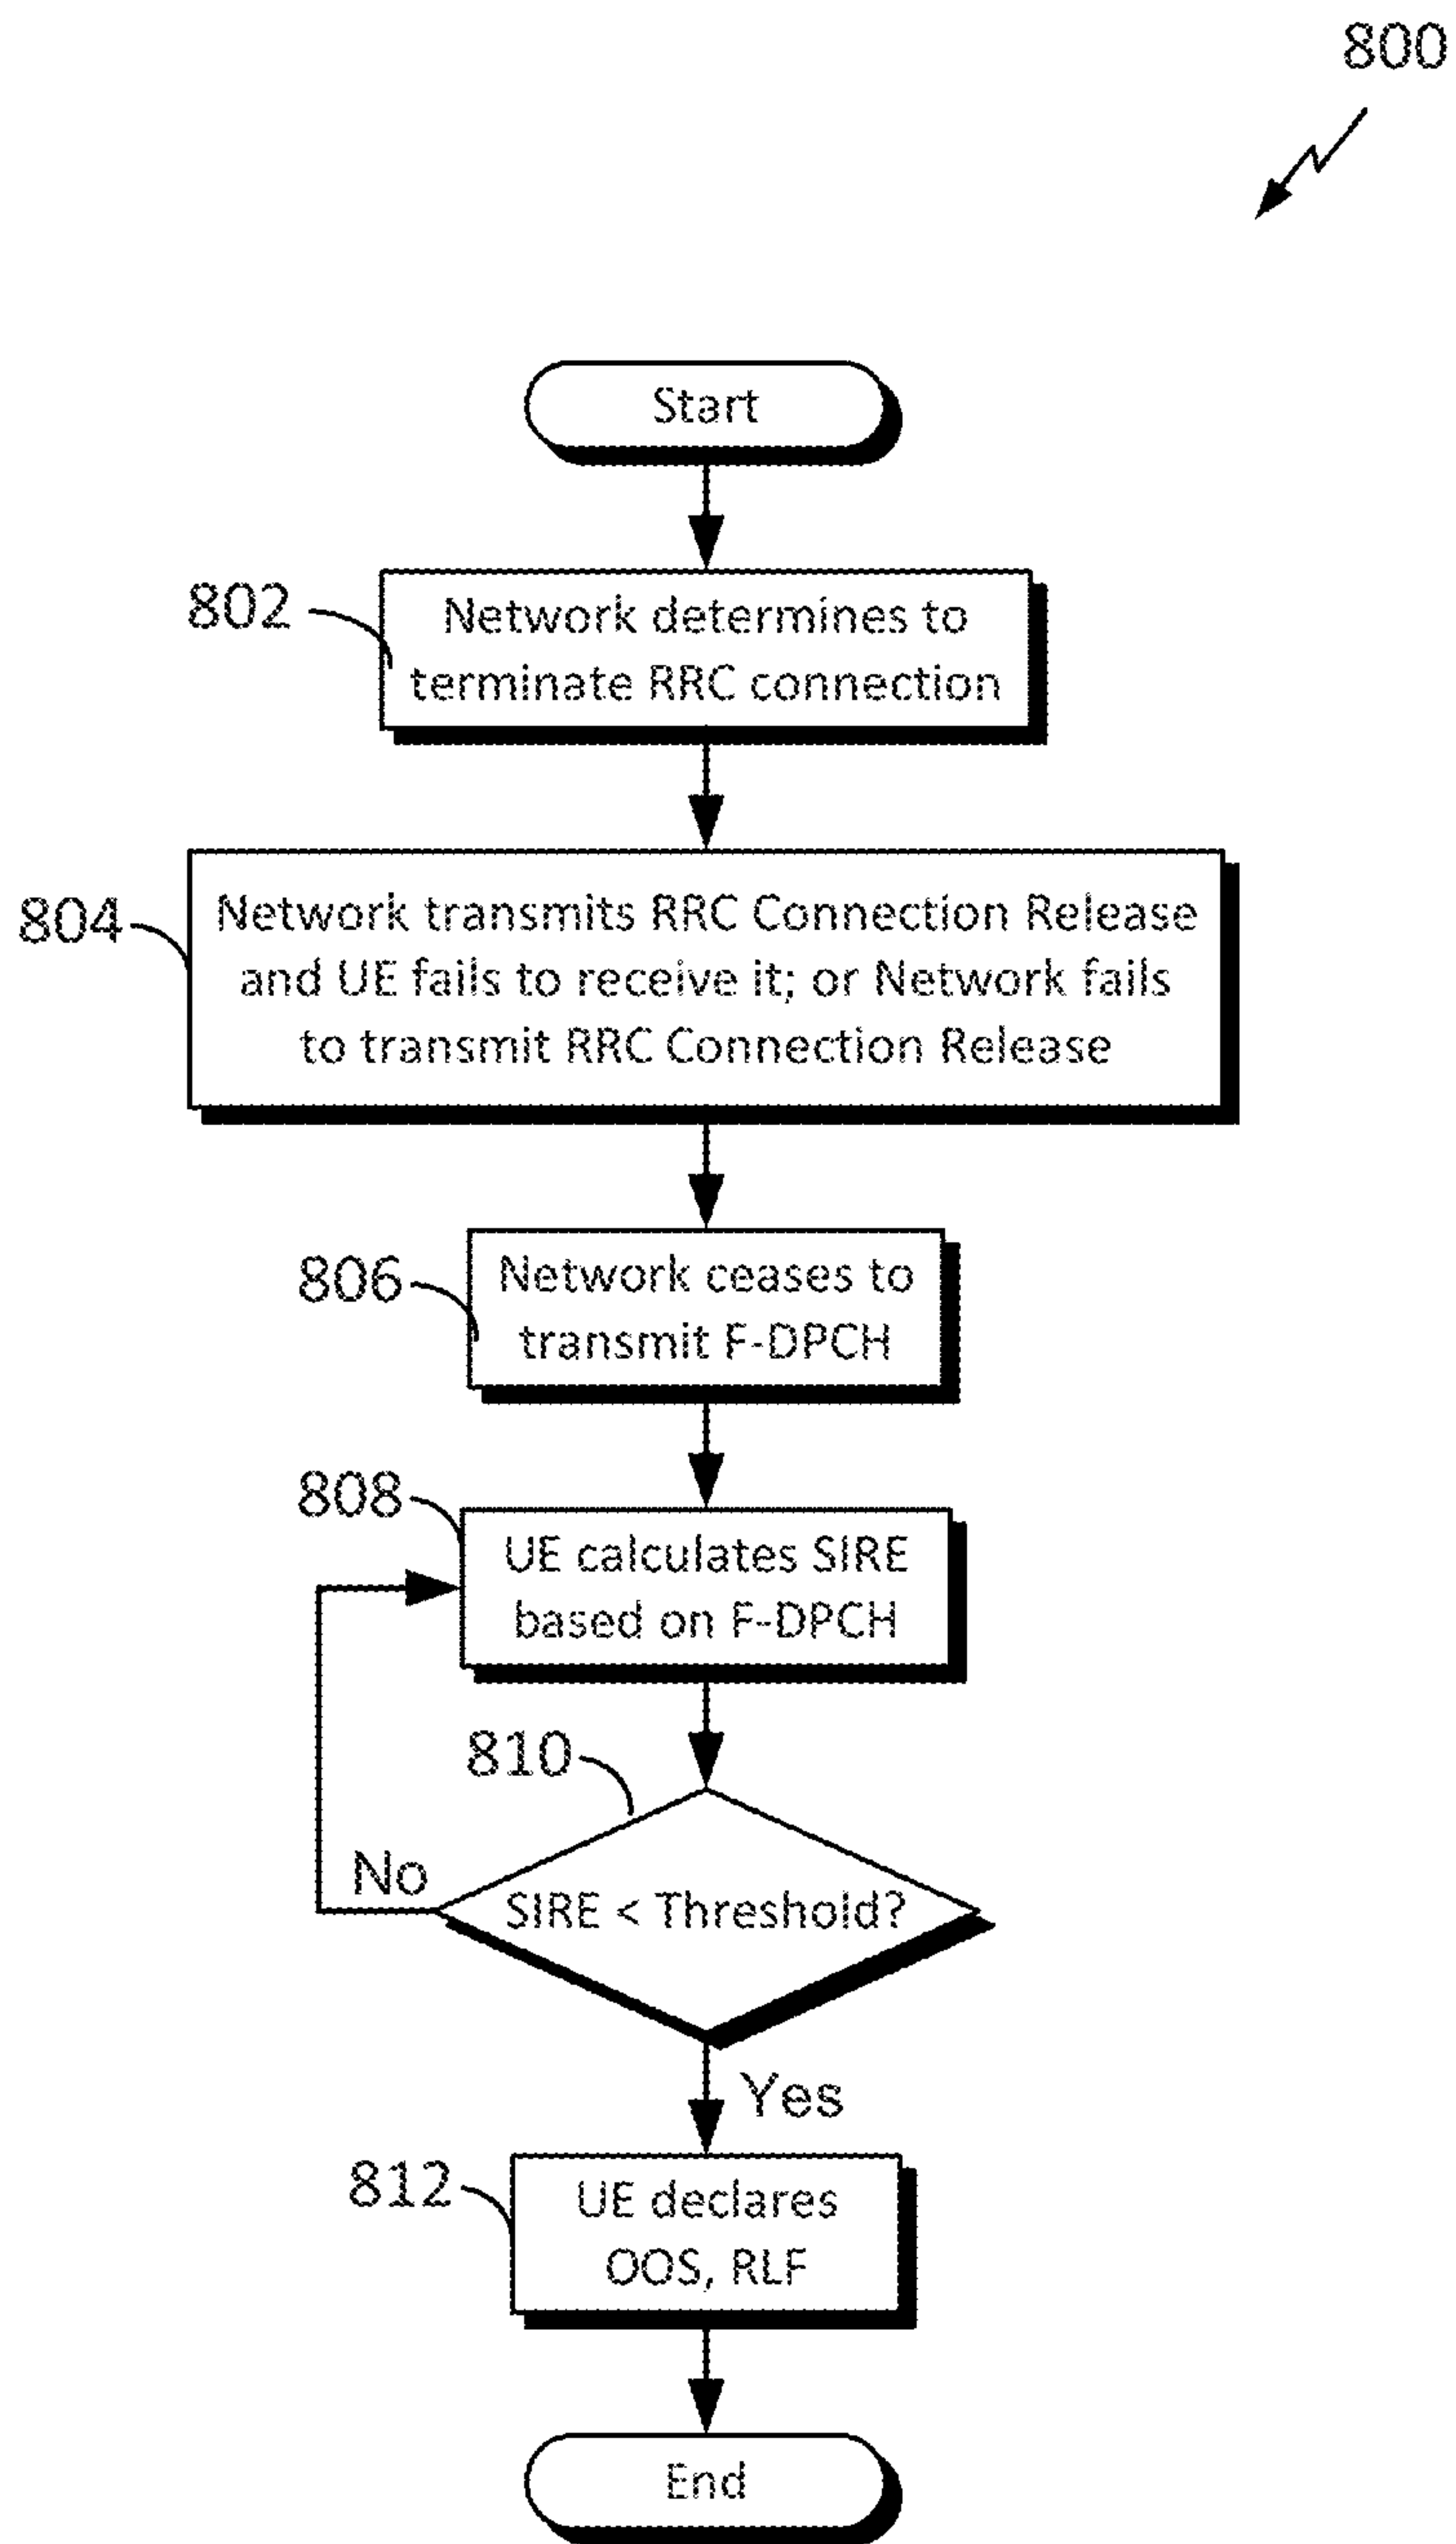 800
Start
802
Network determines to
terminate RRC connection
804
Network transmits RRC Connection Release
and UE fails to receive it; or Network fails
to transmit RRC Connection Release
806
Network ceases to
transmit F-DPCH
808
UE calculates SIRE
based on F-DPCH
810
No
SIRE < Threshold?
Yes
812
UE declares
OOS, RLF
End